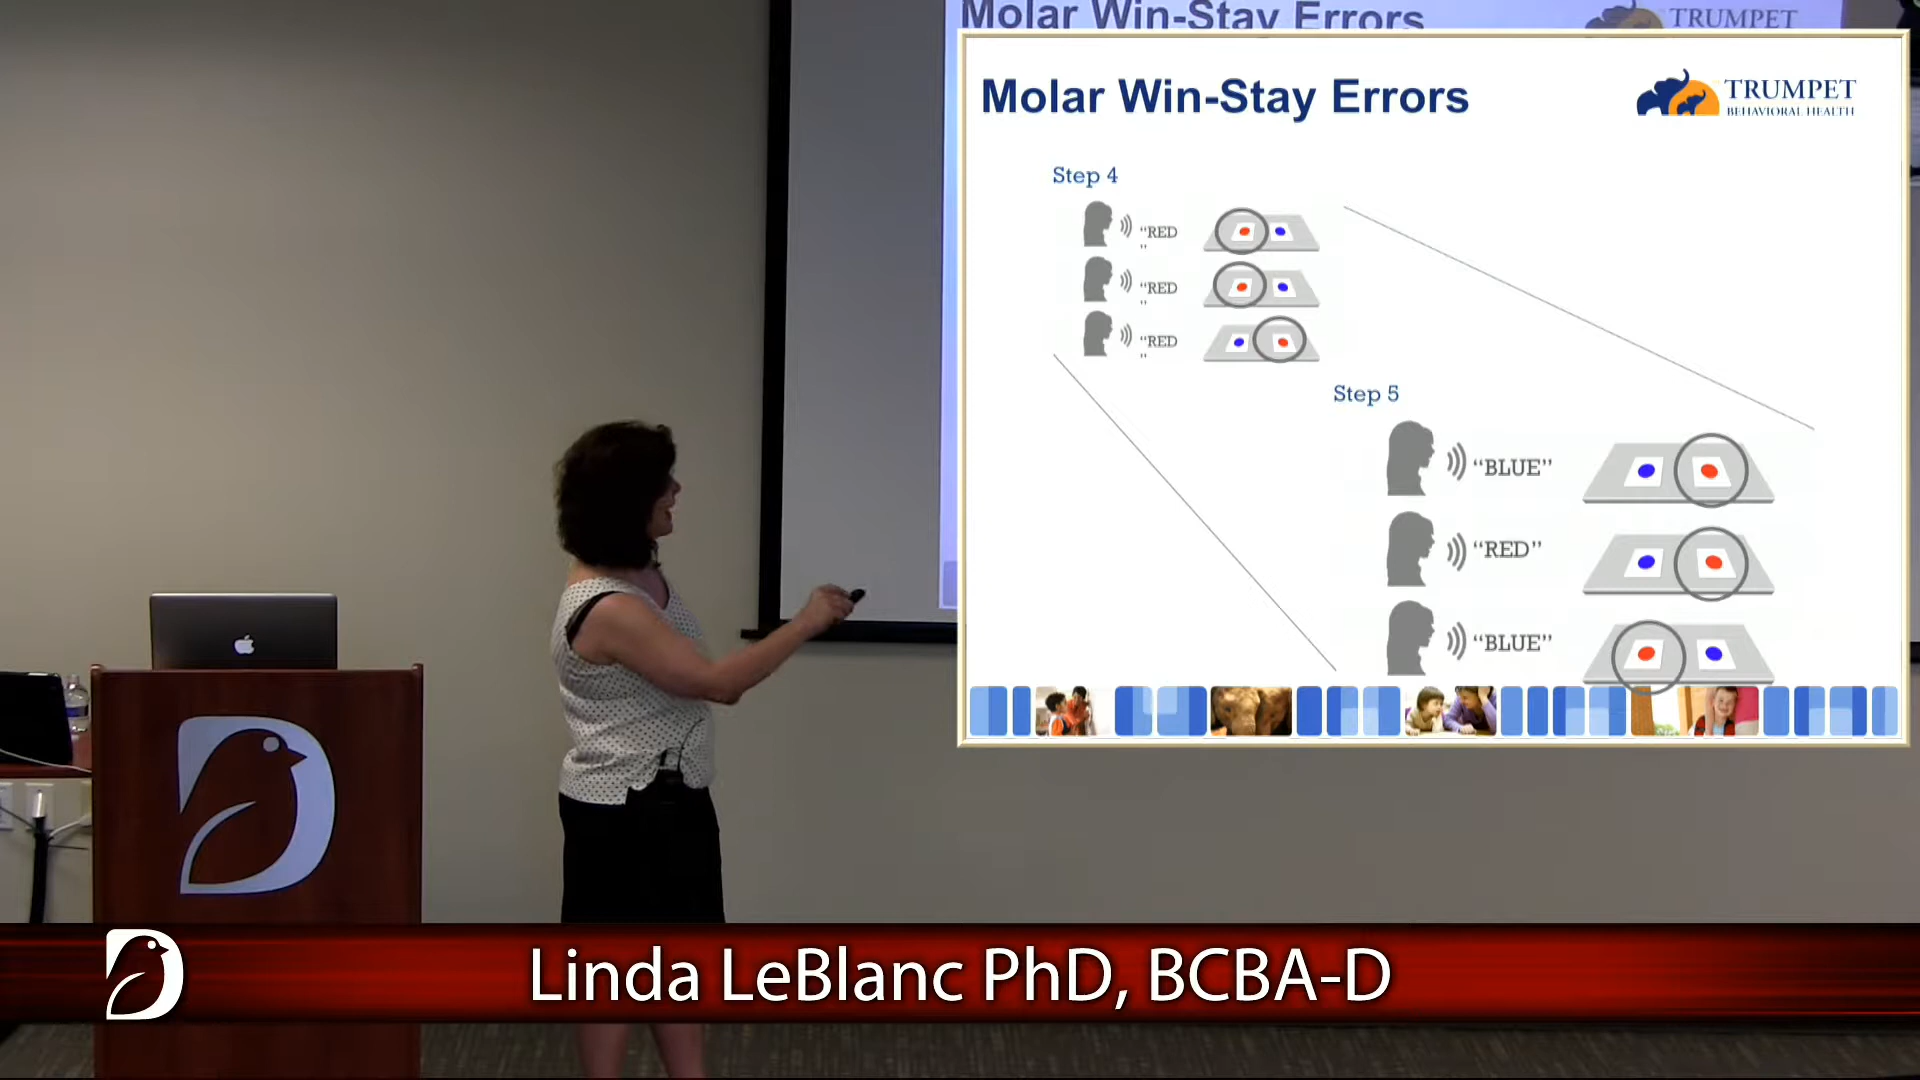 Molar Win-Stay Errors
TRUMPET
Molar Win-Stay Errors
TRUMPET
BEHAVIORAL HEALTH
Step 4
“RED
”
“RED
”
“RED
”
Step 5
“BLUE”
“RED”
“BLUE”
Linda LeBlanc PhD, BCBA-D